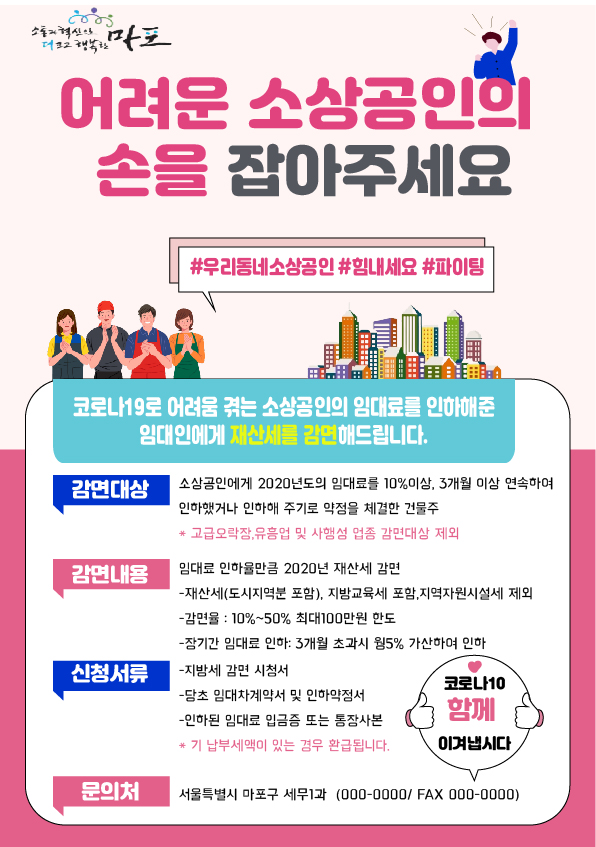 소통과 혁신으로
더 크고 행복한 마포
어려운 소상공인의
손을 잡아주세요
#우리동네소상공인 #힘내세요 #파이팅
코로나19로 어려움 겪는 소상공인의 임대료를 인하해준
임대인에게 재산세를 감면해드립니다.
감면대상
소상공인에게 2020년도의 임대료를 10%이상, 3개월 이상 연속하여
인하했거나 인하해 주기로 약정을 체결한 건물주
* 고급오락장,유흥업 및 사행성 업종 감면대상 제외
감면내용
임대료 인하율만큼 2020년 재산세 감면
-재산세(도시지역분 포함), 지방교육세 포함,지역자원시설세 제외
-감면율 : 10%~50% 최대100만원 한도
-장기간 임대료 인하: 3개월 초과시 월5% 가산하여 인하
신청서류
-지방세 감면 시청서
-당초 임대차계약서 및 인하약정서
-인하된 임대료 입금증 또는 통장사본
* 기 납부세액이 있는 경우 환급됩니다.
코로나10
함께
이겨냅시다
문의처
서울특별시 마포구 세무1과 (000-0000/ FAX 000-0000)